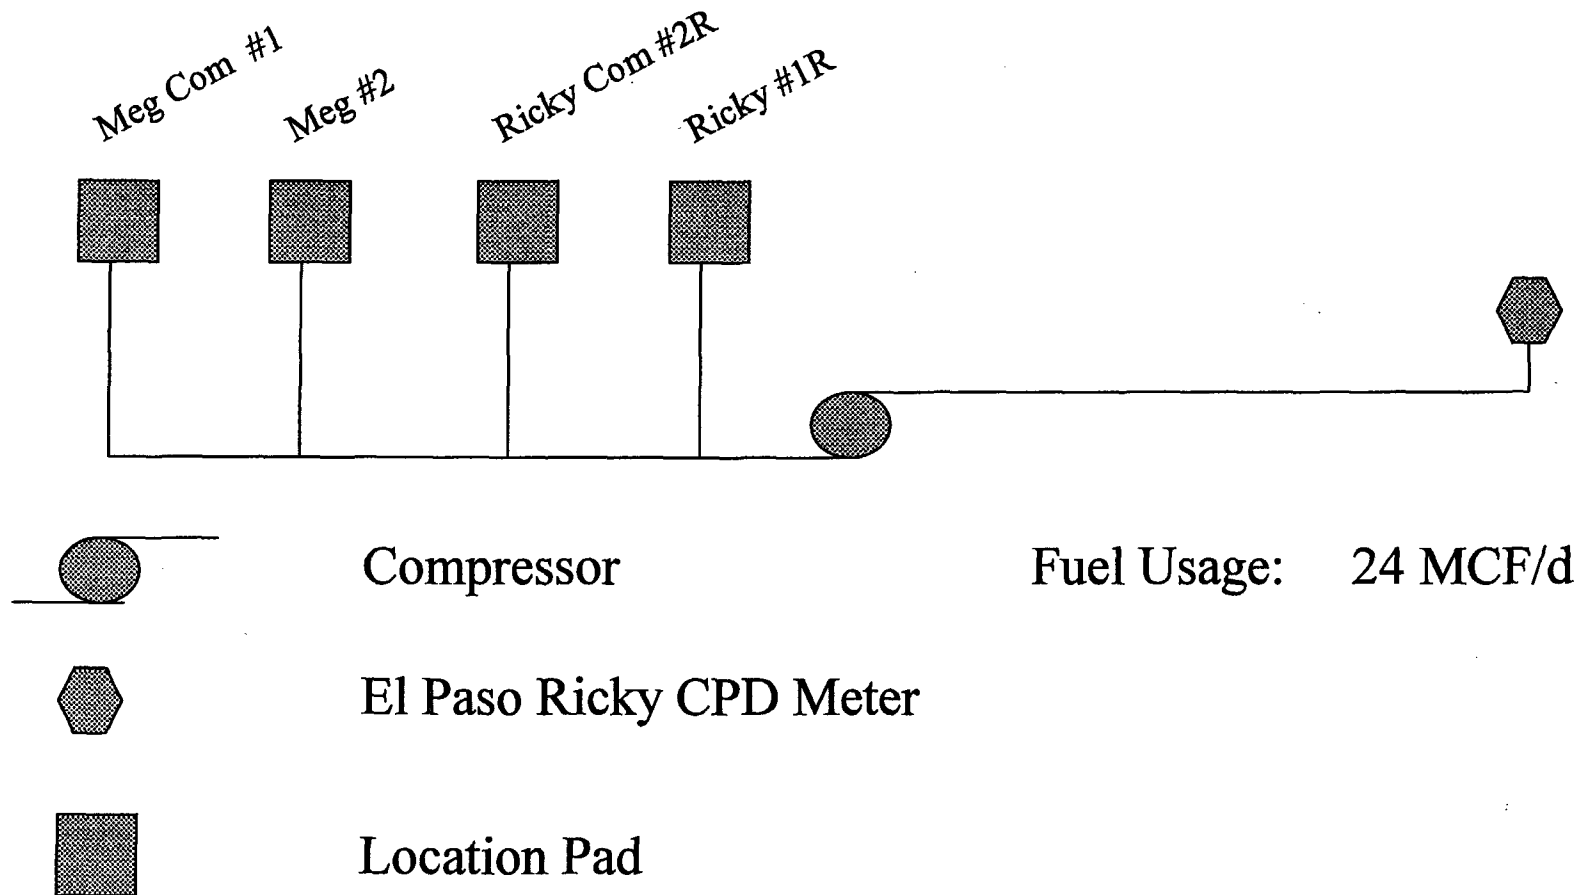 Meg Com #1
Meg #2
Ricky Com #2R
Ricky #1R
Compressor
Fuel Usage: 24 MCF/d
El Paso Ricky CPD Meter
Location Pad